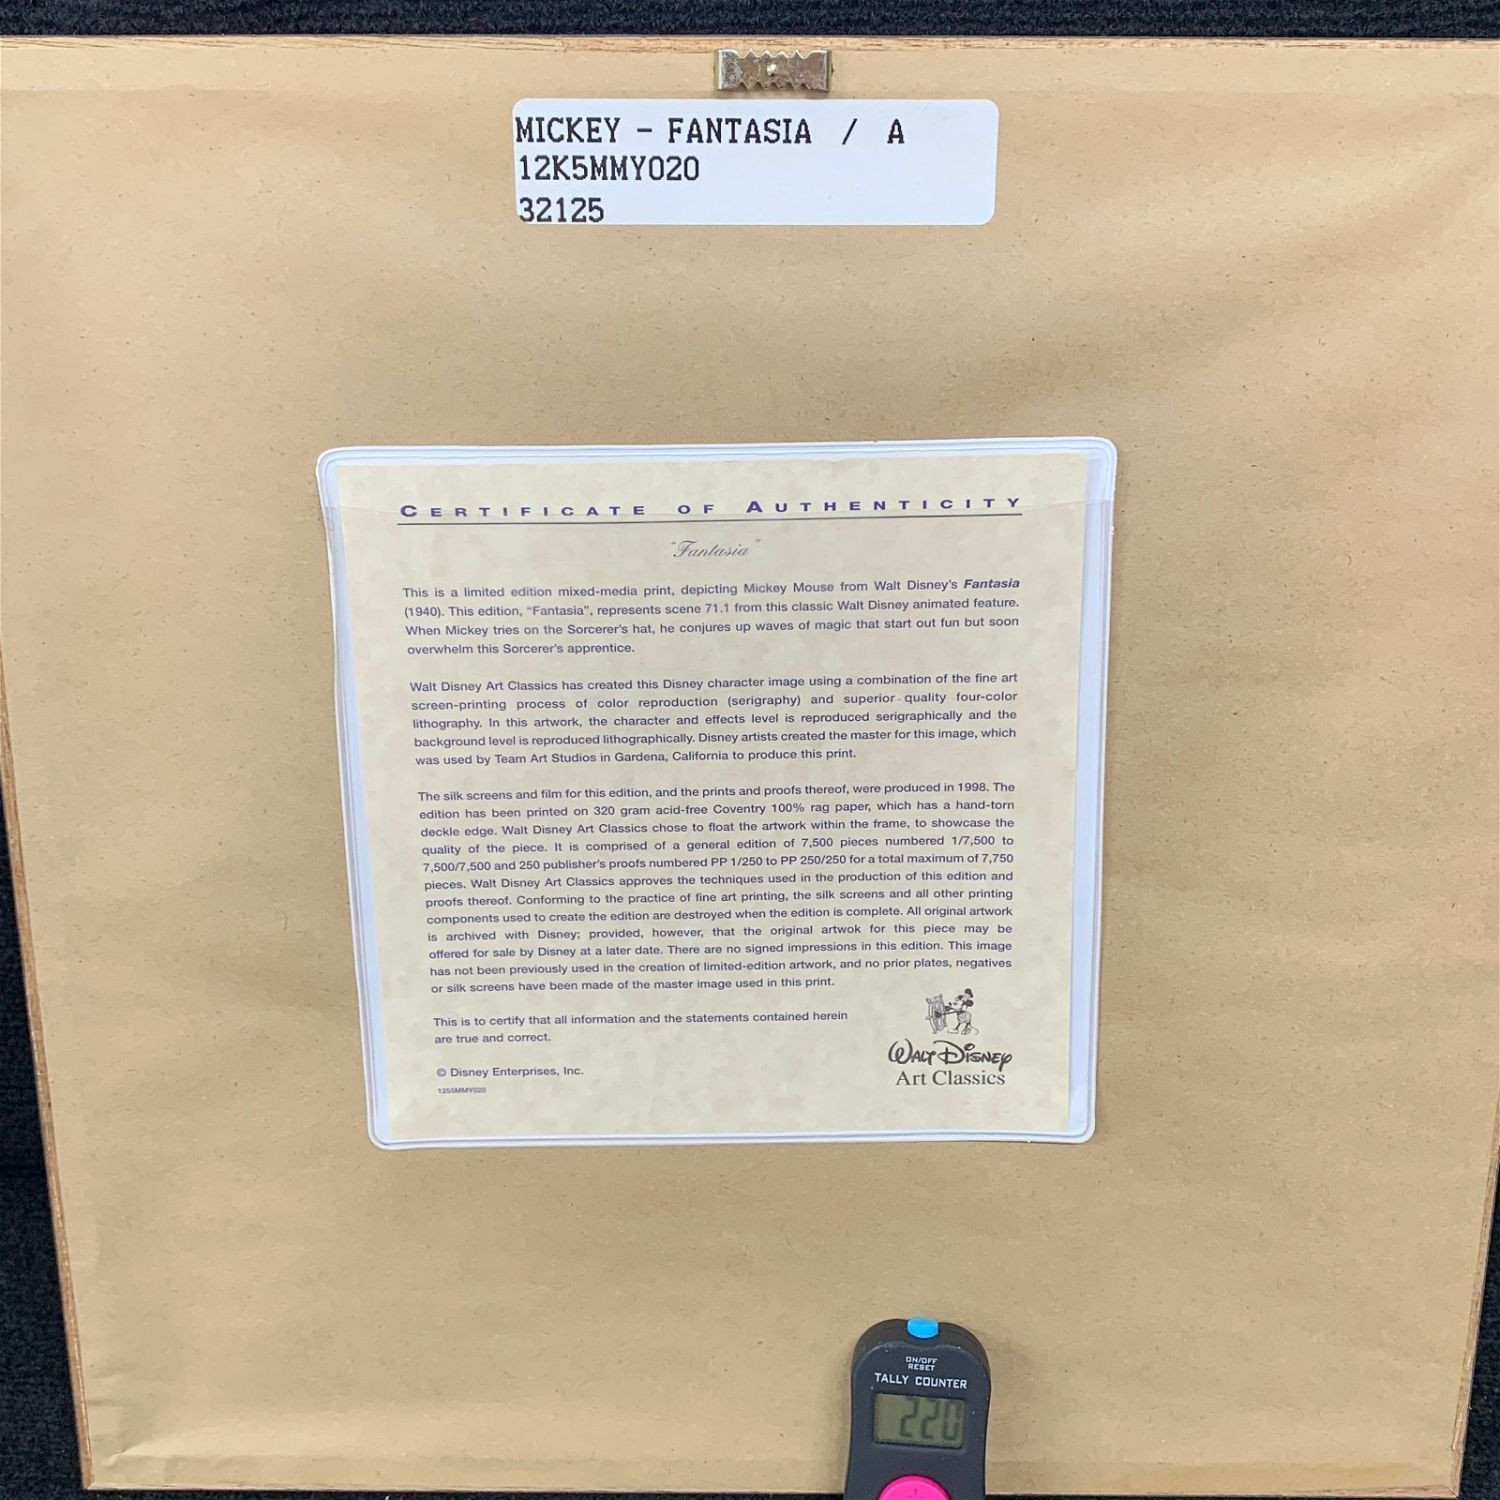 MICKEY - FANTASIA / A
12K5MMY020
32125
CERTIFICATE OF AUTHENTICITY
"Fantasia"
This is a limited edition mixed-media print, depicting Mickey Mouse from Walt Disney's Fantasia
(1940). This edition, "Fantasia", represents scene 71.1 from this classic Walt Disney animated feature.
When Mickey tries on the Sorcerer's hat, he conjures up waves of magic that start out fun but soon
overwhelm this Sorcerer's apprentice.
Walt Disney Art Classics has created this Disney character image using a combination of the fine art
screen-printing process of color reproduction (serigraphy) and superior quality four-color
lithography. In this artwork, the character and effects level is reproduced serigraphically and the
background level is reproduced lithographically. Disney artists created the master for this image, which
was used by Team Art Studios in Gardena, California to produce this print.
The silk screens and film for this edition, and the prints and proofs thereof, were produced in 1998. The
edition has been printed on 320 gram acid-free Coventry 100% rag paper, which has a hand-torn
deckle edge. Walt Disney Art Classics chose to float the artwork within the frame, to showcase the
quality of the piece. It is comprised of a general edition of 7,500 pieces numbered 1/7,500 to
7,500/7,500 and 250 publisher's proofs numbered PP 1/250 to PP 250/250 for a total maximum of 7,750
pieces. Walt Disney Art Classics approves the techniques used in the production of this edition and
proofs thereof. Conforming to the practice of fine art printing, the silk screens and all other printing
components used to create the edition are destroyed when the edition is complete. All original artwork
is archived with Disney; provided, however, that the original artwok for this piece may be
offered for sale by Disney at a later date. There are no signed impressions in this edition. This image
has not been previously used in the creation of limited-edition artwork, and no prior plates, negatives
or silk screens have been made of the master image used in this print.
This is to certify that all information and the statements contained herein
are true and correct.
© Disney Enterprises, Inc.
1255MMY020
Walt Disney
Art Classics
ON/OFF
RESET
TALLY COUNTER
220